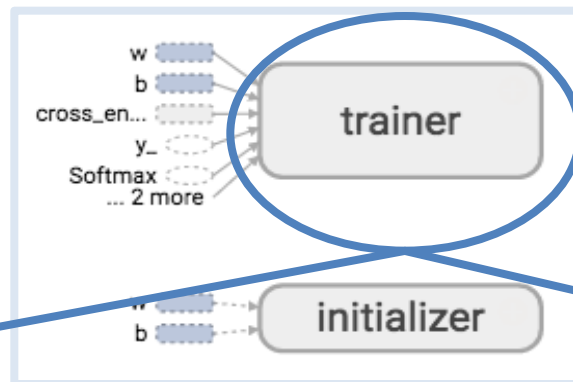 w
b
cross_en...
y_
Softmax
... 2 more
trainer
w
b
initializer